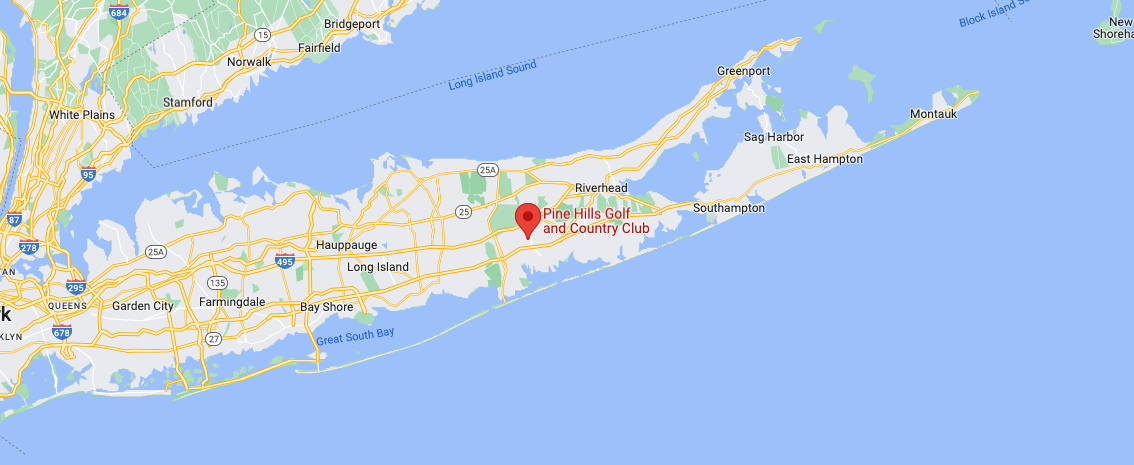 684
Bridgeport
15
Fairfield
Norwalk
Block Island So
New
Shoreha
Long Island Sound
Greenport
Stamford
White Plains
Montauk
Sag Harbor
East Hampton
95
25A
Riverhead
Southampton
87
25
Pine Hills Golf
and Country Club
278
25A
Hauppauge
495
Long Island
TAN
295
135
QUEENS
Garden City
Farmingdale
Bay Shore
k
KLYN
678
27
Great South Bay